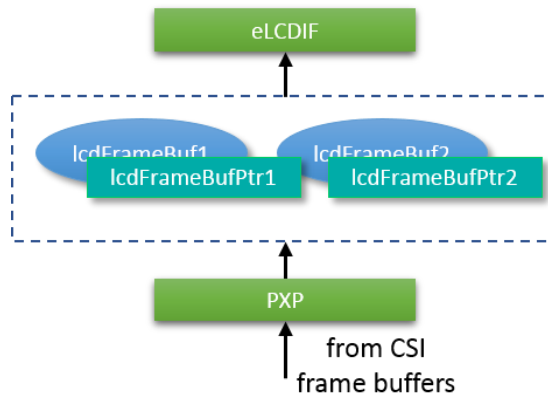 eLCDIF
lcdFrameBuf1
lcdFrameBuf2
lcdFrameBufPtr1
lcdFrameBufPtr2
PXP
from CSI
frame buffers